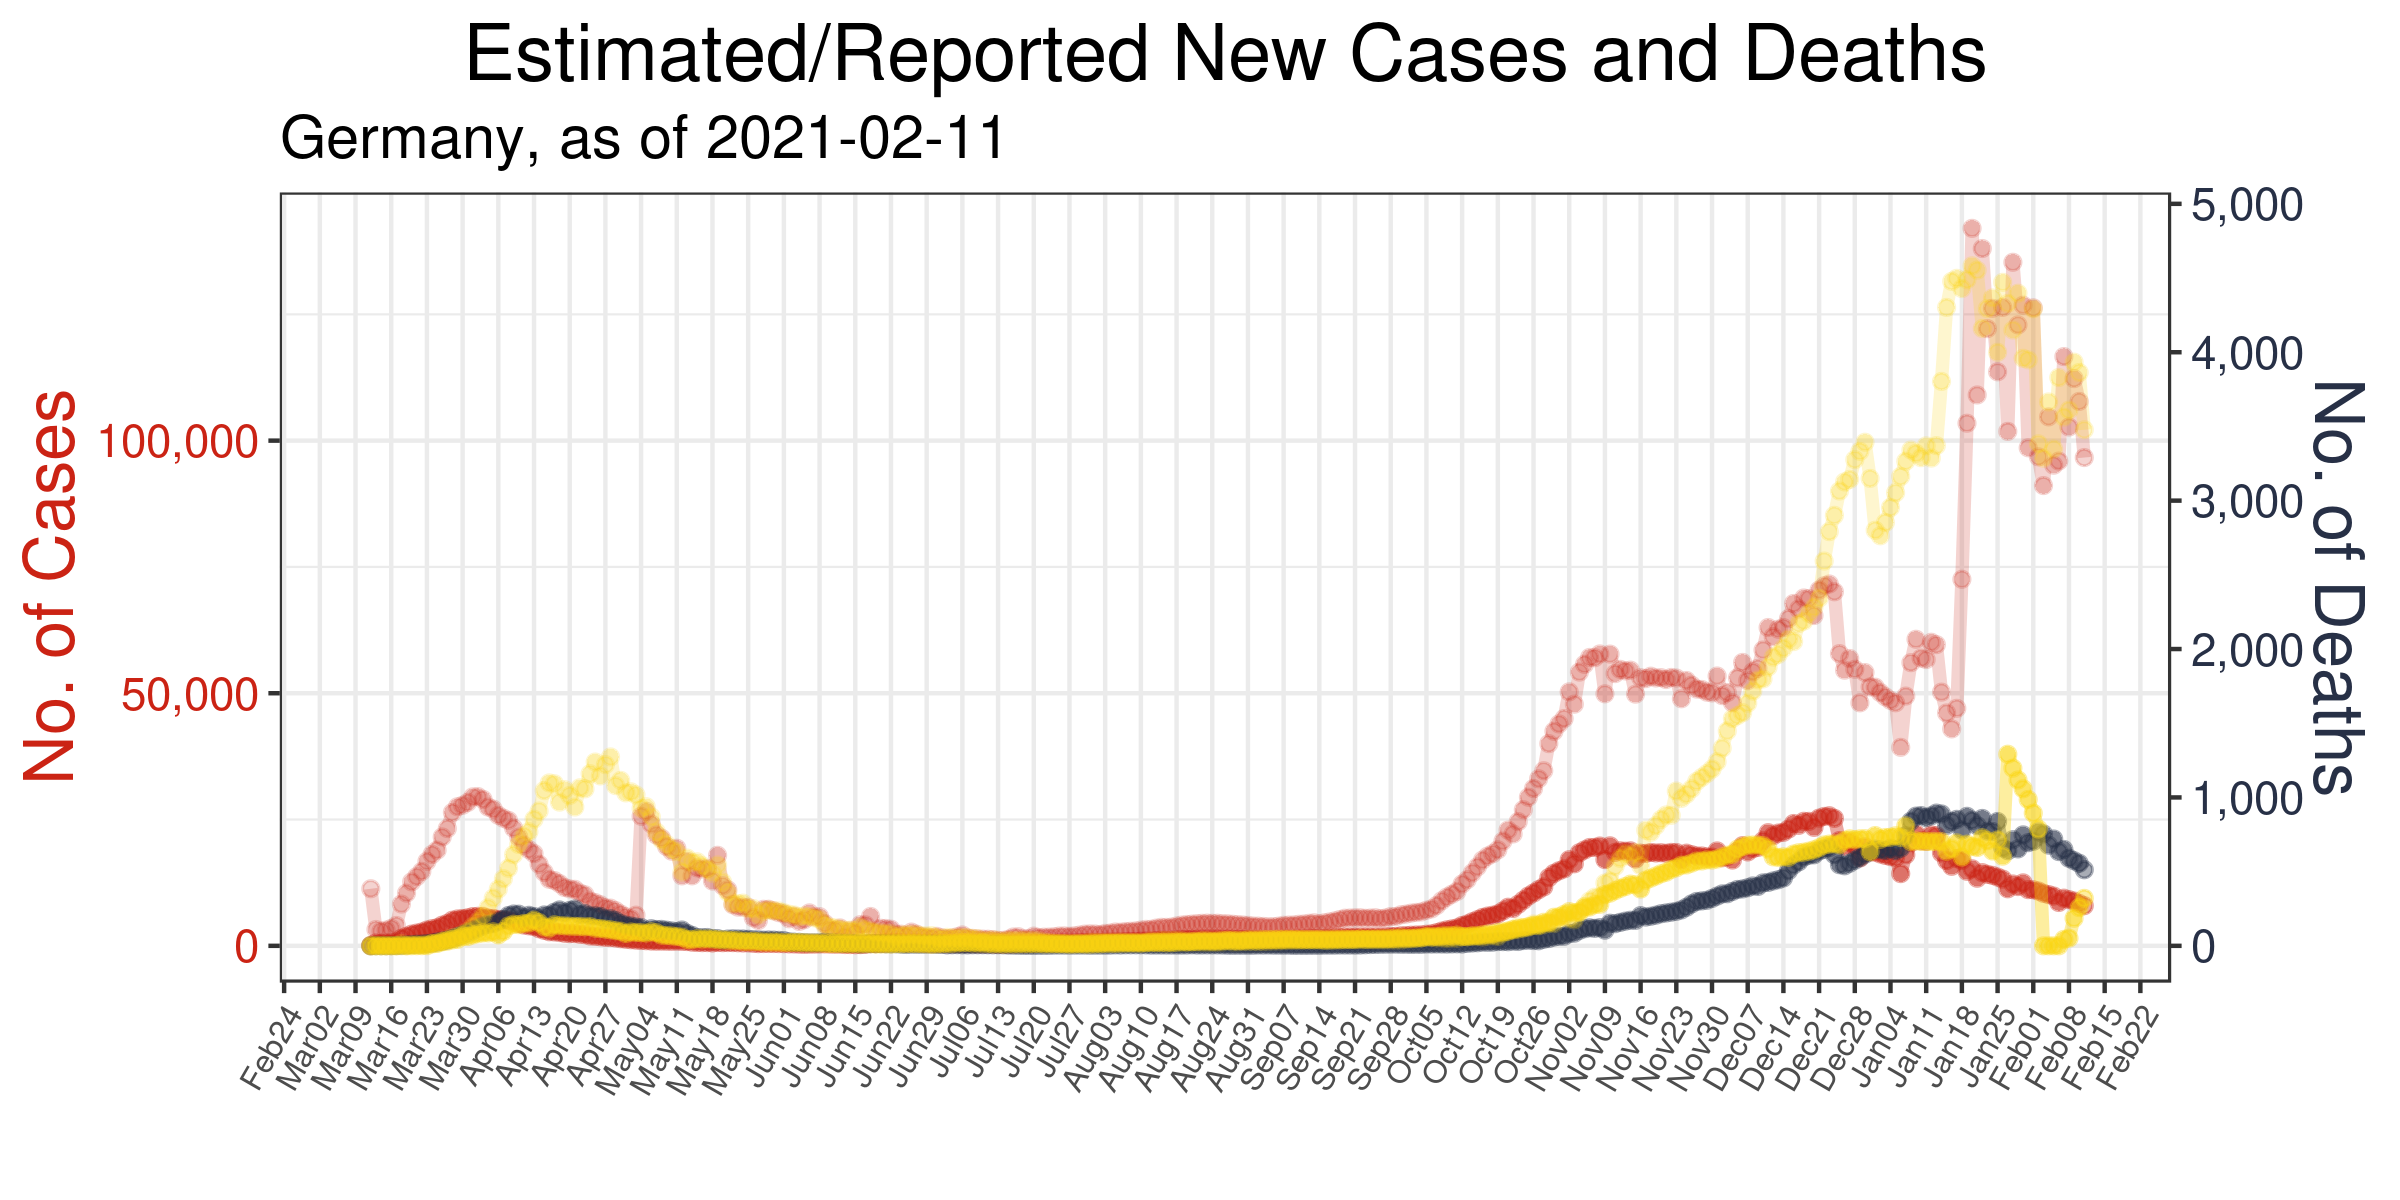 Estimated/Reported New Cases and Deaths
Germany, as of 2021-02-11
No. of Cases
100,000
50,000
0
5,000
4,000
3,000
2,000
1,000
0
No. of Deaths
Feb24
Mar02
Mar09
Mar16
Mar23
Mar30
Apr06
Apr13
Apr20
Apr27
May04
May11
May18
May25
Jun01
Jun08
Jun15
Jun22
Jun29
Jul06
Jul13
Jul20
Jul27
Aug03
Aug10
Aug17
Aug24
Aug31
Sep07
Sep14
Sep21
Sep28
Oct05
Oct12
Oct19
Oct26
Nov02
Nov09
Nov16
Nov23
Nov30
Dec07
Dec14
Dec21
Dec28
Jan04
Jan11
Jan18
Jan25
Feb01
Feb08
Feb15
Feb22